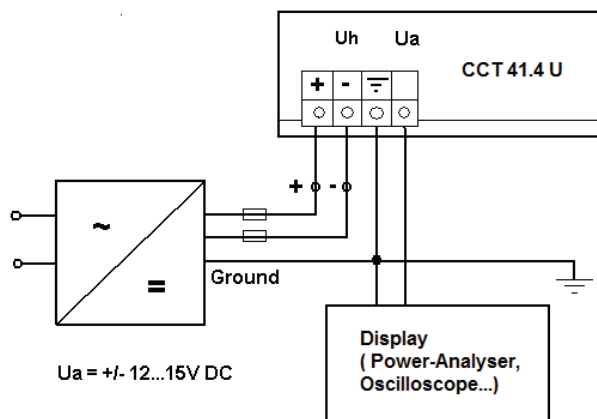 Uh Ua
CCT 41.4 U
+ -
+ -
~
=
Ground
Display
( Power-Analyser,
Oscilloscope...)
Ua = +/- 12...15V DC